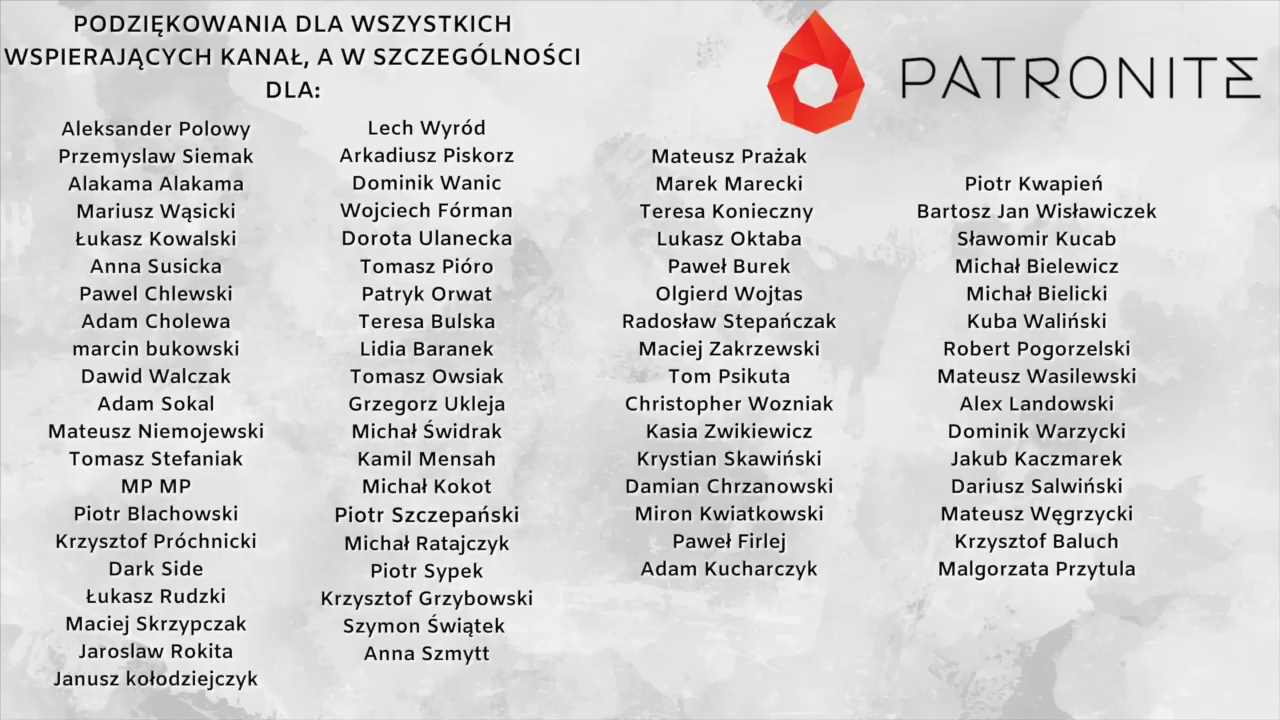 PODZIĘKOWANIA DLA WSZYSTKICH
WSPIERAJĄCYCH KANAŁ, A W SZCZEGÓLNOŚCI
DLA:
PATRONITE
Aleksander Polowy
Przemyslaw Siemak
Alakama Alakama
Mariusz Wąsicki
Łukasz Kowalski
Anna Susicka
Pawel Chlewski
Adam Cholewa
marcin bukowski
Dawid Walczak
Adam Sokal
Mateusz Niemojewski
Tomasz Stefaniak
MP MP
Piotr Blachowski
Krzysztof Próchnicki
Dark Side
Łukasz Rudzki
Maciej Skrzypczak
Jaroslaw Rokita
Janusz kołodziejczyk
Lech Wyród
Arkadiusz Piskorz
Dominik Wanic
Wojciech Fórman
Dorota Ulanecka
Tomasz Pióro
Patryk Orwat
Teresa Bulska
Lidia Baranek
Tomasz Owsiak
Grzegorz Ukleja
Michał Świdrak
Kamil Mensah
Michał Kokot
Piotr Szczepański
Michał Ratajczyk
Piotr Sypek
Krzysztof Grzybowski
Szymon Świątek
Anna Szmytt
Mateusz Prażak
Marek Marecki
Teresa Konieczny
Lukasz Oktaba
Paweł Burek
Olgierd Wojtas
Radosław Stepańczak
Maciej Zakrzewski
Tom Psikuta
Christopher Wozniak
Kasia Zwikiewicz
Krystian Skawiński
Damian Chrzanowski
Miron Kwiatkowski
Paweł Firlej
Adam Kucharczyk
Piotr Kwapień
Bartosz Jan Wisławiczek
Sławomir Kucab
Michał Bielewicz
Michał Bielicki
Kuba Waliński
Robert Pogorzelski
Mateusz Wasilewski
Alex Landowski
Dominik Warzycki
Jakub Kaczmarek
Dariusz Salwiński
Mateusz Węgrzycki
Krzysztof Baluch
Malgorzata Przytula